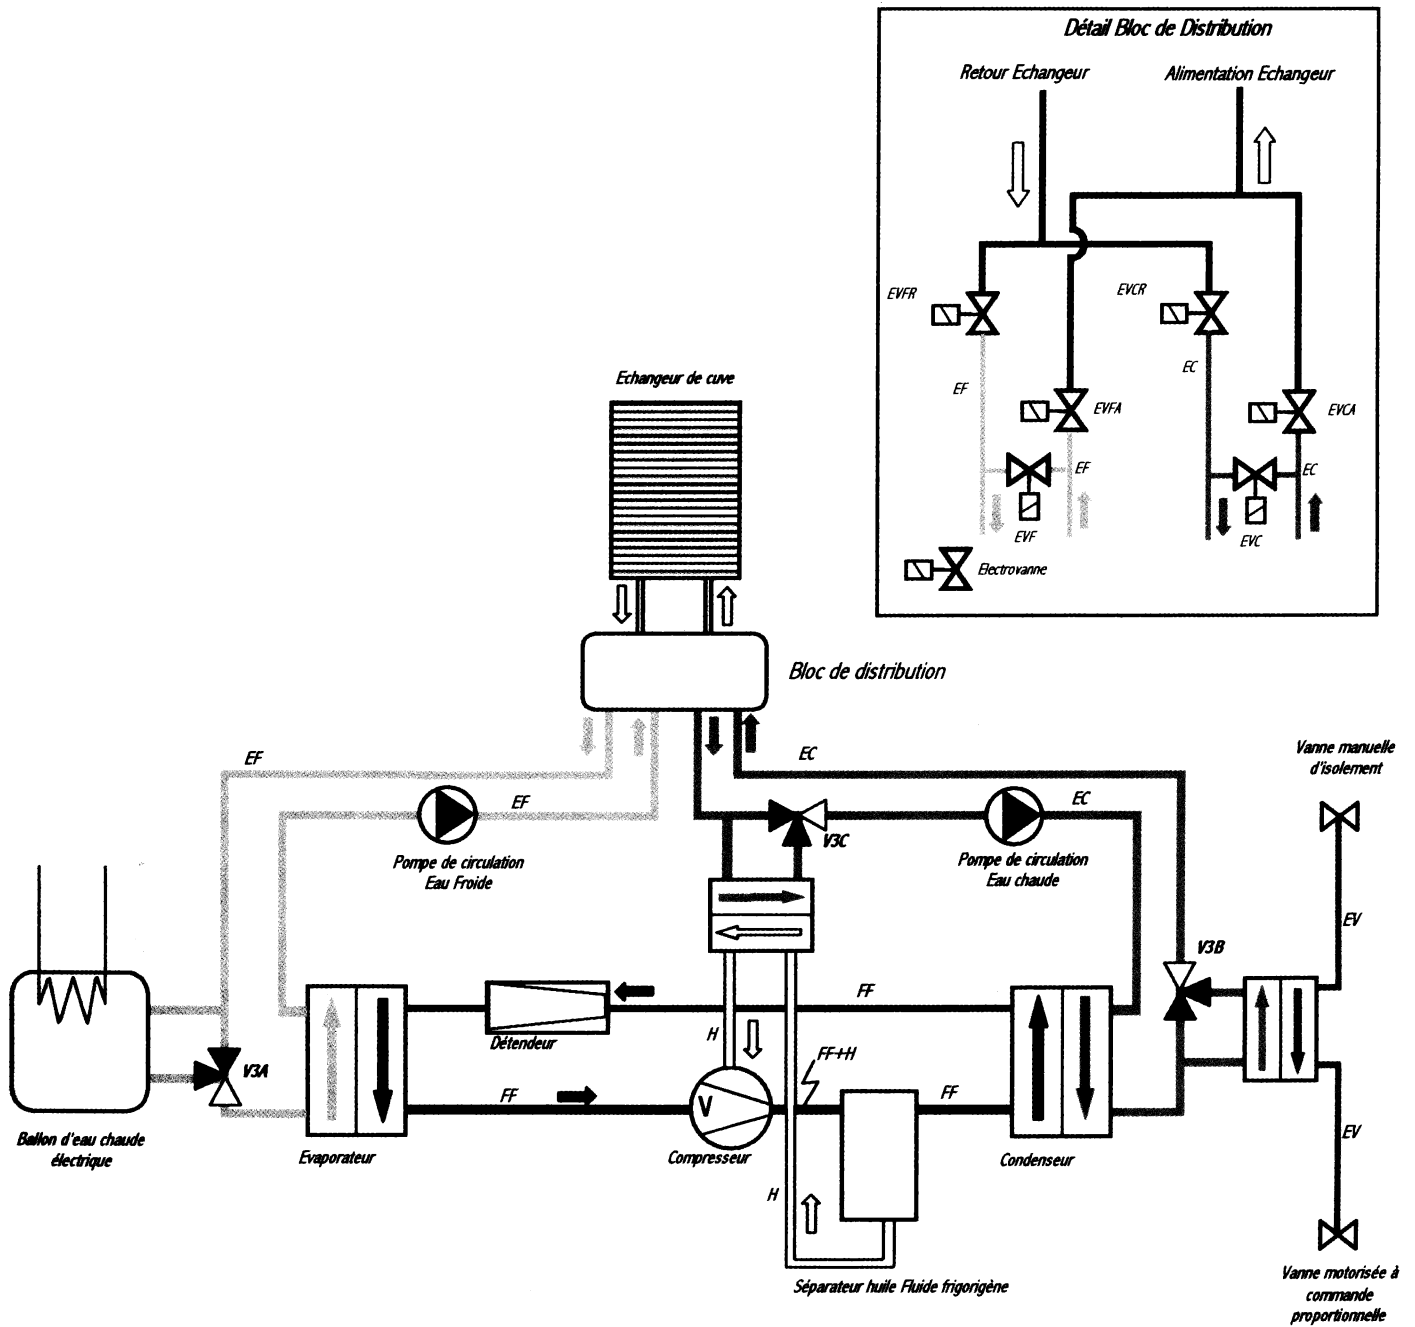 Détail Bloc de Distribution
Retour Echangeur
Alimentation Echangeur
EVFR
EVCR
EF
EC
EVFA
EVCA
EF
EC
EVF
EVC
Electrovanne
Echangeur de cuve
Bloc de distribution
EF
EC
EF
EC
Pompe de circulation
Eau Froide
V3C
Pompe de circulation
Eau chaude
Vanne manuelle
d'isolement
EV
V3B
FF
H
Détendeur
FF+H
V3A
FF
V
FF
EV
Ballon d'eau chaude
électrique
Evaporateur
Compresseur
Condenseur
H
Séparateur huile Fluide frigorigène
Vanne motorisée à
commande
proportionnelle